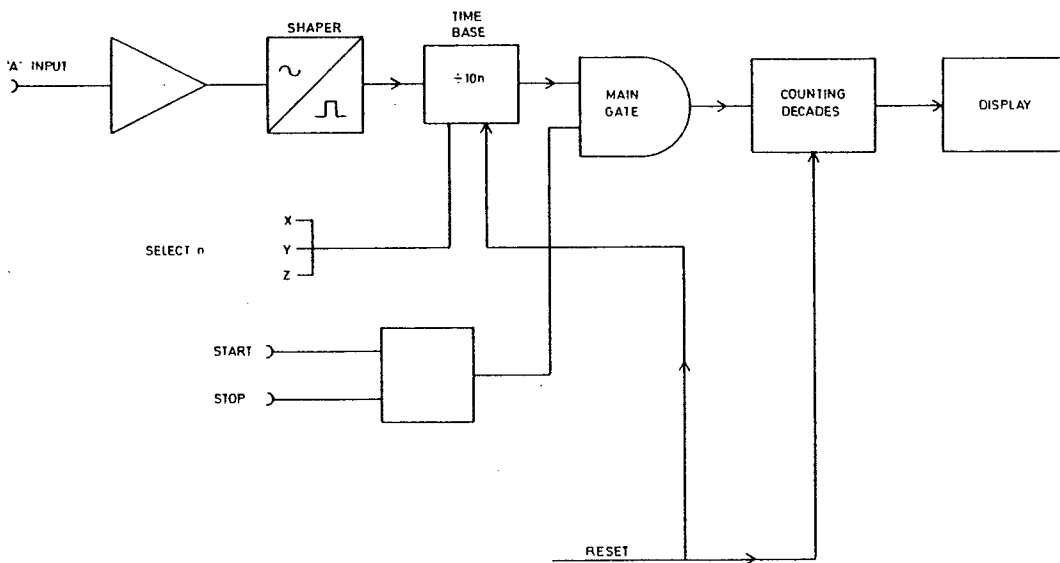 SHAPER
TIME
BASE
'A' INPUT
÷10n
MAIN
GATE
COUNTING
DECADES
DISPLAY
X
SELECT n
Y
Z
START
STOP
RESET